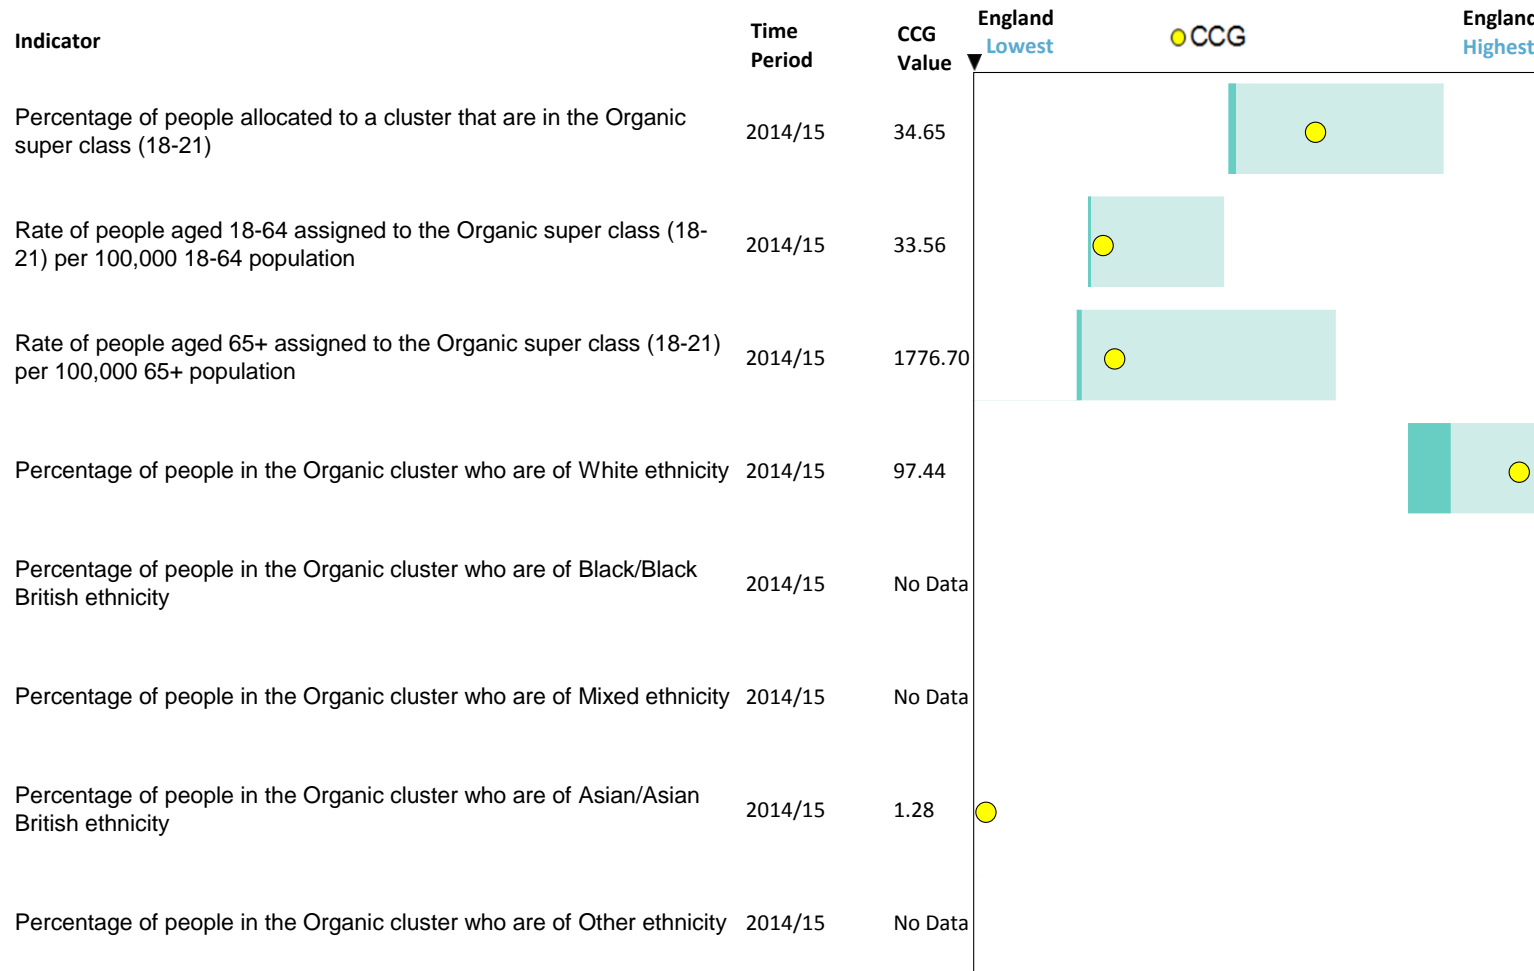 Indicator
Time Period
CCG Value
England Lowest
CCG
England Highest
Percentage of people allocated to a cluster that are in the Organic
super class (18-21)
2014/15
34.65
Rate of people aged 18-64 assigned to the Organic super class (18-
21) per 100,000 18-64 population
2014/15
33.56
Rate of people aged 65+ assigned to the Organic super class (18-21)
per 100,000 65+ population
2014/15
1776.70
Percentage of people in the Organic cluster who are of White ethnicity
2014/15
97.44
Percentage of people in the Organic cluster who are of Black/Black
British ethnicity
2014/15
No Data
Percentage of people in the Organic cluster who are of Mixed ethnicity
2014/15
No Data
Percentage of people in the Organic cluster who are of Asian/Asian
British ethnicity
2014/15
1.28
Percentage of people in the Organic cluster who are of Other ethnicity
2014/15
No Data